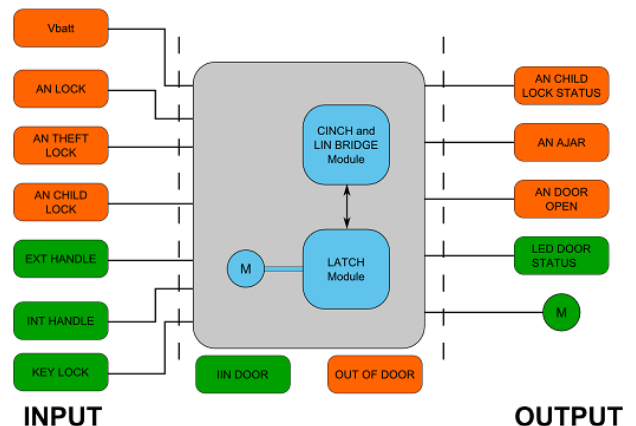 Vbatt
AN LOCK
AN THEFT
LOCK
AN CHILD
LOCK
EXT HANDLE
INT HANDLE
KEY LOCK
INPUT
CINCH and
LIN BRIDGE
Module
M
LATCH
Module
IIN DOOR
OUT OF DOOR
AN CHILD
LOCK STATUS
AN AJAR
AN DOOR
OPEN
LED DOOR
STATUS
M
OUTPUT